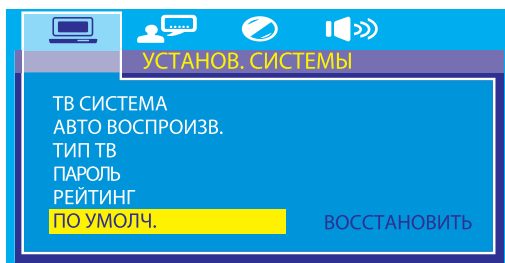 УСТАНОВ. СИСТЕМЫ
ТВ СИСТЕМА
АВТО ВОСПРОИЗВ.
ТИП ТВ
ПАРОЛЬ
РЕЙТИНГ
ПО УМОЛЧ. ВОССТАНОВИТЬ